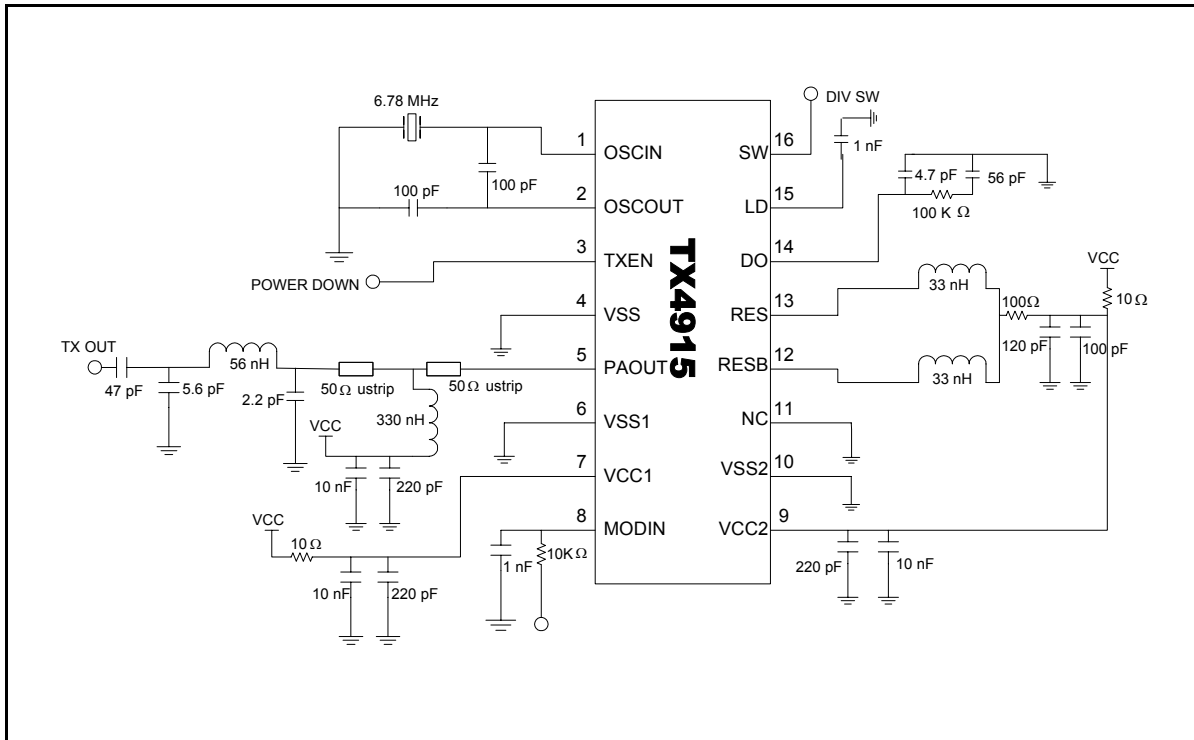 6.78 MHz
100 pF
100 pF
POWER DOWN
TX OUT
47 pF
5.6 pF
56 nH
2.2 pF
50Ω ustrip
50Ω ustrip
330 nH
VCC
10 nF
220 pF
VCC
10Ω
10 nF
220 pF
1 nF
10KΩ
1
OSCIN
2
OSCOUT
3
TXEN
4
VSS
5
PAOUT
6
VSS1
7
VCC1
8
MODIN
TX4915
16
SW
15
LD
14
DO
13
RES
12
RESB
11
NC
10
VSS2
9
VCC2
DIV SW
1 nF
4.7 pF
56 pF
100 K Ω
33 nH
33 nH
100Ω
VCC
10Ω
120 pF
100 pF
220 pF
10 nF